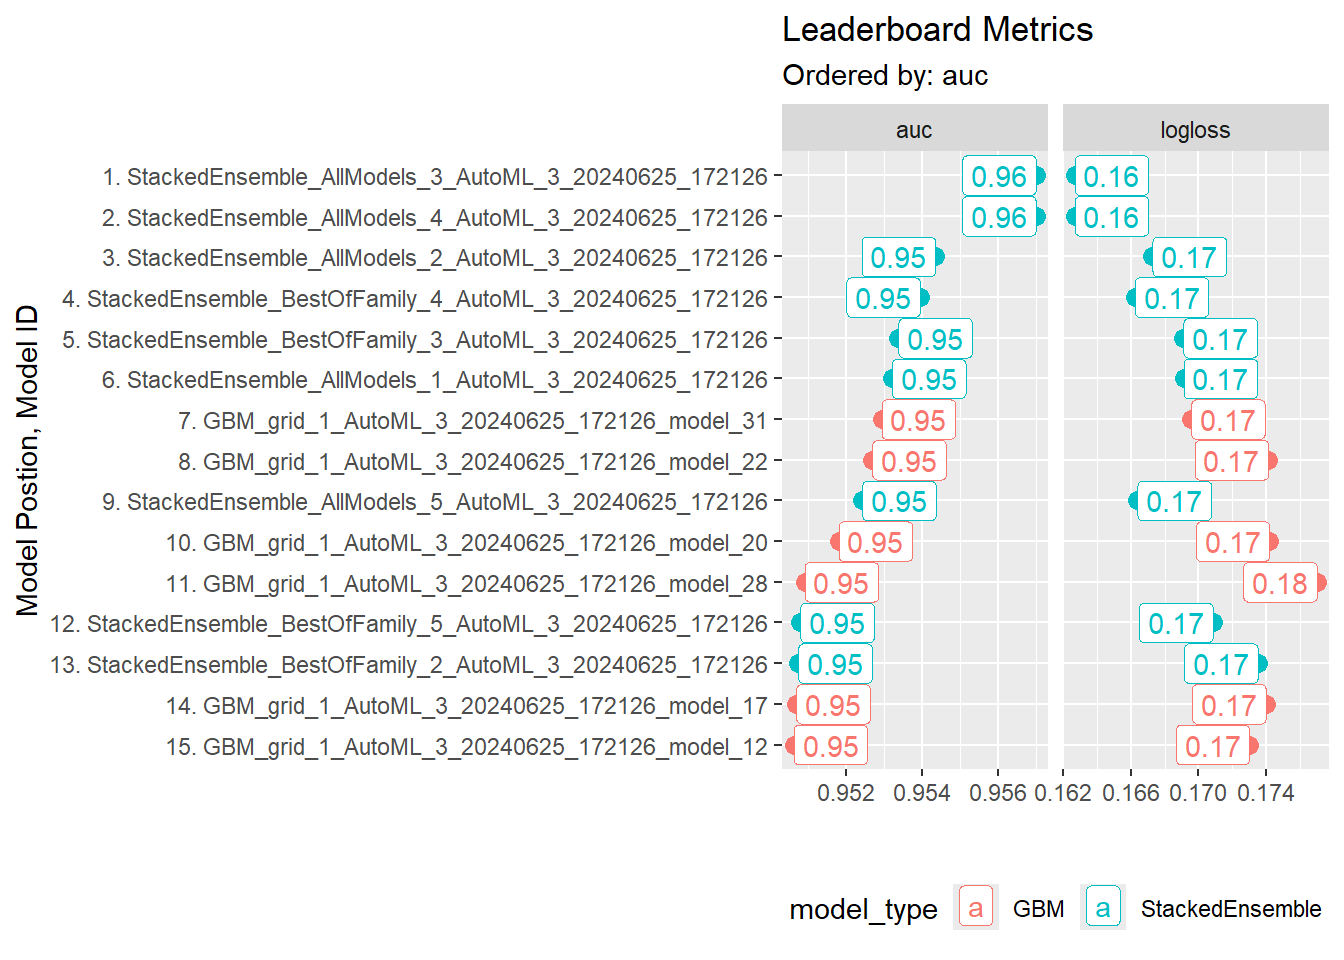 Leaderboard Metrics
Ordered by: auc
auc logloss
Model Postion, Model ID
1. StackedEnsemble_AllModels_3_AutoML_3_20240625_172126 0.96 0.16
2. StackedEnsemble_AllModels_4_AutoML_3_20240625_172126 0.96 0.16
3. StackedEnsemble_AllModels_2_AutoML_3_20240625_172126 0.95 0.17
4. StackedEnsemble_BestOfFamily_4_AutoML_3_20240625_172126 0.95 0.17
5. StackedEnsemble_BestOfFamily_3_AutoML_3_20240625_172126 0.95 0.17
6. StackedEnsemble_AllModels_1_AutoML_3_20240625_172126 0.95 0.17
7. GBM_grid_1_AutoML_3_20240625_172126_model_31 0.95 0.17
8. GBM_grid_1_AutoML_3_20240625_172126_model_22 0.95 0.17
9. StackedEnsemble_AllModels_5_AutoML_3_20240625_172126 0.95 0.17
10. GBM_grid_1_AutoML_3_20240625_172126_model_20 0.95 0.17
11. GBM_grid_1_AutoML_3_20240625_172126_model_28 0.95 0.18
12. StackedEnsemble_BestOfFamily_5_AutoML_3_20240625_172126 0.95 0.17
13. StackedEnsemble_BestOfFamily_2_AutoML_3_20240625_172126 0.95 0.17
14. GBM_grid_1_AutoML_3_20240625_172126_model_17 0.95 0.17
15. GBM_grid_1_AutoML_3_20240625_172126_model_12 0.95 0.17
0.952 0.954 0.956 0.162 0.166 0.170 0.174
model_type a GBM a StackedEnsemble